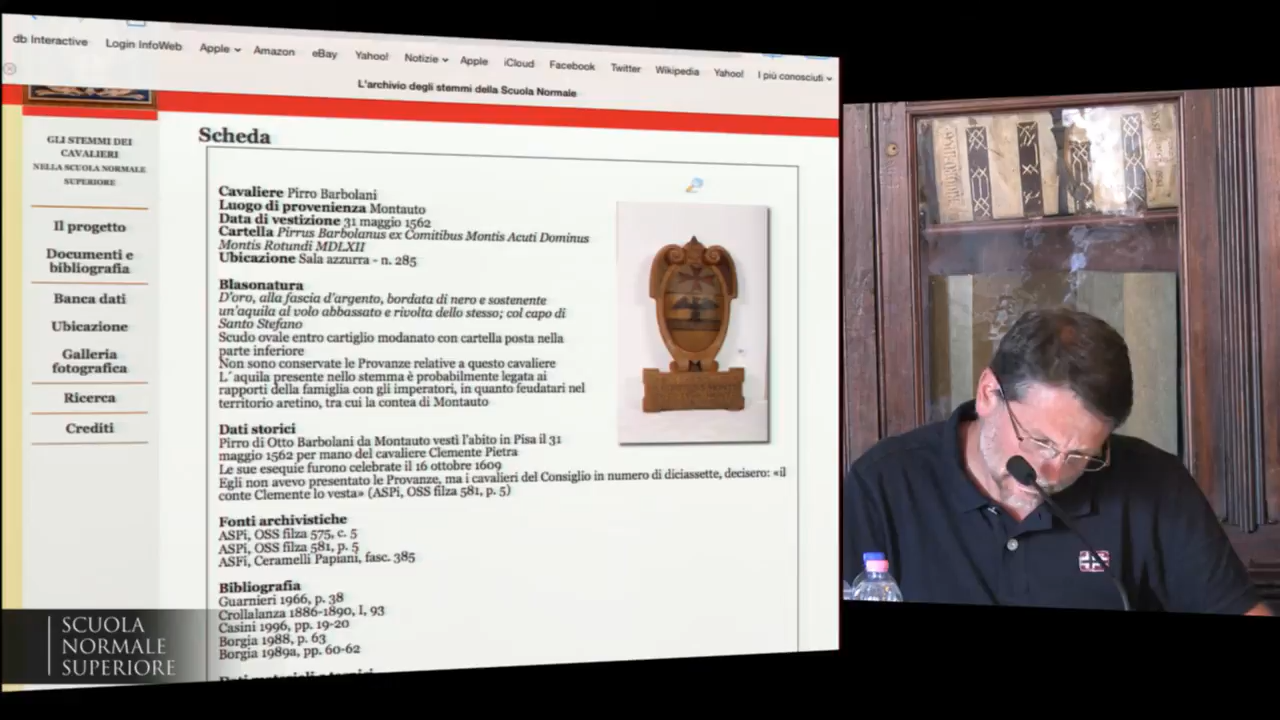 db Interactive Login InfoWeb Apple Amazon eBay Yahoo! Notizie Apple iCloud Facebook Twitter Wikipedia Yahoo! I più conosciuti
L'archivio degli stemmi della Scuola Normale
GLI STEMMI DEI
CAVALIERI
NELLA SCUOLA NORMALE
SUPERIORE
Il progetto
Documenti e
bibliografia
Banca dati
Ubicazione
Galleria
fotografica
Ricerca
Crediti
Scheda
Cavaliere Pirro Barbolani
Luogo di provenienza Montauto
Data di vestizione 31 maggio 1562
Cartella Pirrus Barbolanus ex Comitibus Montis Acuti Dominus
Montis Rotundi MDLXII
Ubicazione Sala azzurra - n. 285
Blasonatura
D'oro, alla fascia d'argento, bordata di nero e sostenente
un'aquila al volo abbassato e rivolta dello stesso; col capo di
Santo Stefano
Scudo ovale entro cartiglio modanato con cartella posta nella
parte inferiore
Non sono conservate le Provanze relative a questo cavaliere
L´aquila presente nello stemma è probabilmente legata ai
rapporti della famiglia con gli imperatori, in quanto feudatari nel
territorio aretino, tra cui la contea di Montauto
Dati storici
Pirro di Otto Barbolani da Montauto vestì l'abito in Pisa il 31
maggio 1562 per mano del cavaliere Clemente Pietra
Le sue esequie furono celebrate il 16 ottobre 1609
Egli non avevo presentato le Provanze, ma i cavalieri del Consiglio in numero di diciassette, decisero: «il
conte Clemente lo vesta» (ASPi, OSS filza 581, p. 5)
Fonti archivistiche
ASPi, OSS filza 575, c. 5
ASPi, OSS filza 581, p. 5
ASFi, Ceramelli Papiani, fasc. 385
Bibliografia
Guarnieri 1966, p. 38
Crollalanza 1886-1890, I, 93
Casini 1996, pp. 19-20
Borgia 1988, p. 63
Borgia 1989a, pp. 60-62
SCUOLA
NORMALE
SUPERIORE